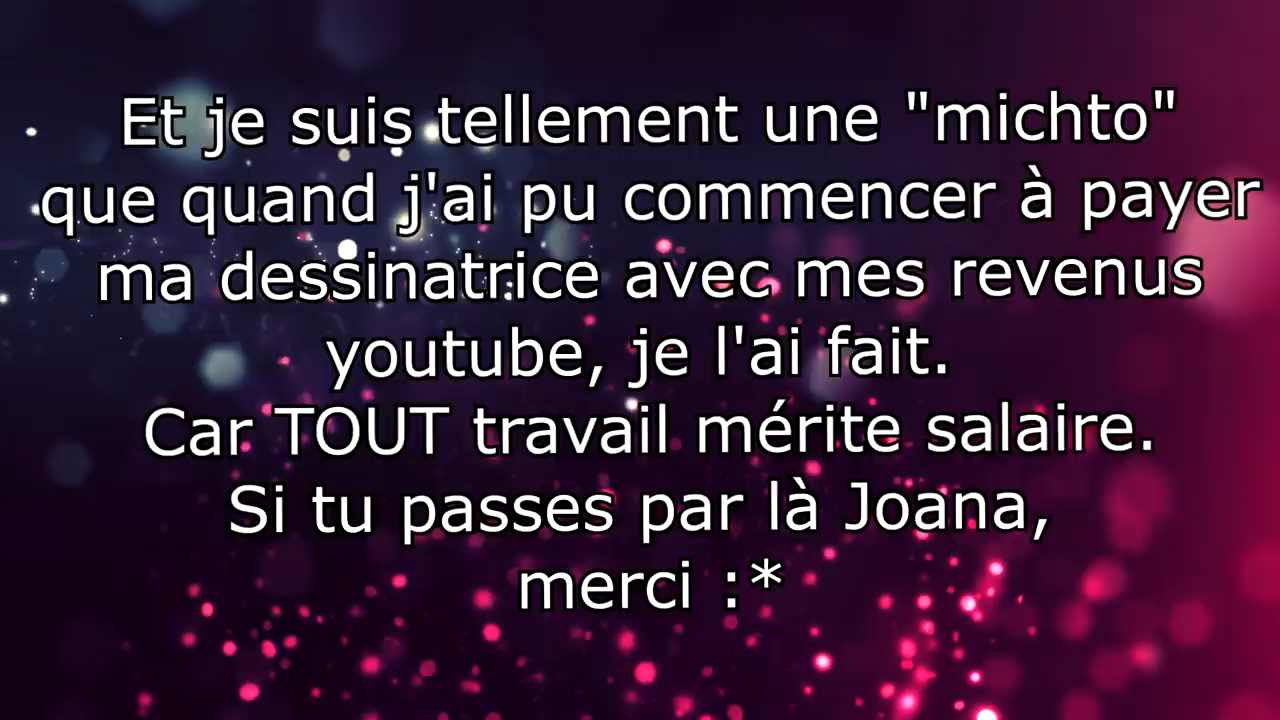 Et je suis tellement une "michto"
que quand j'ai pu commencer à payer
ma dessinatrice avec mes revenus
youtube, je l'ai fait.
Car TOUT travail mérite salaire.
Si tu passes par là Joana,
merci :*